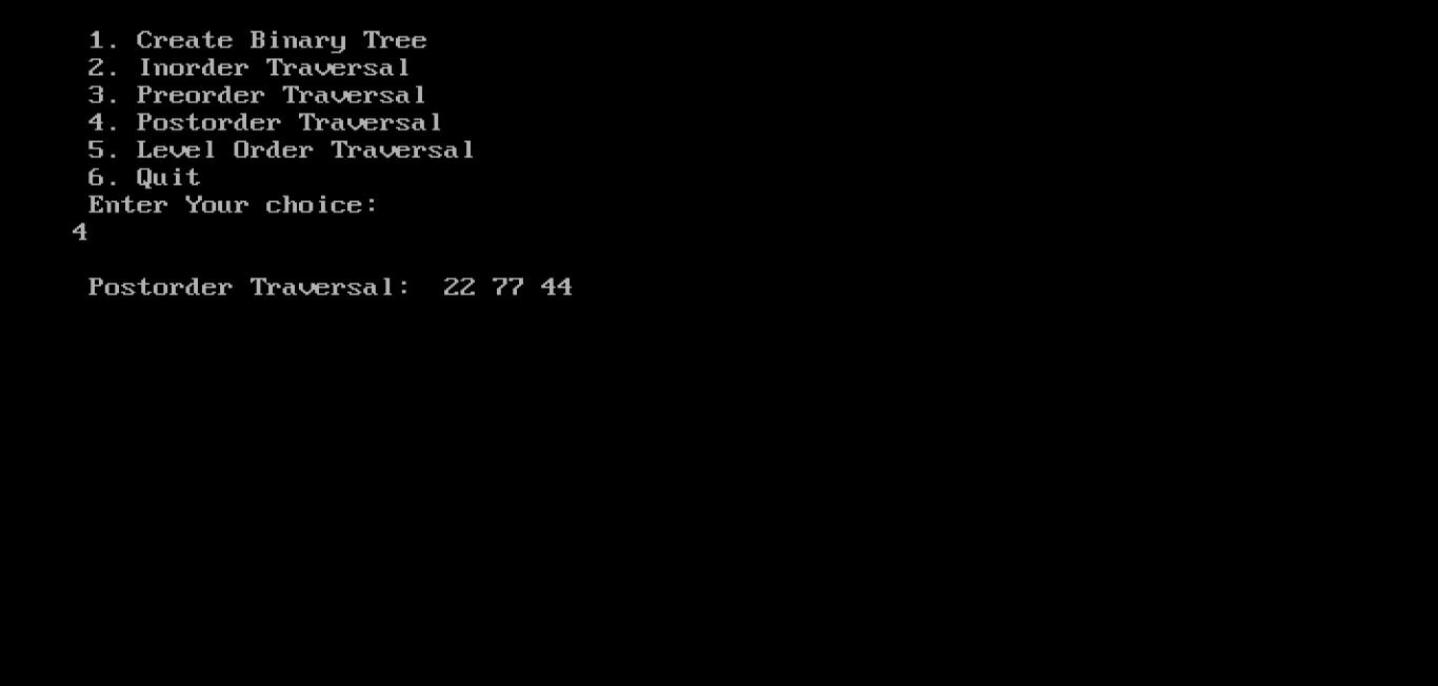 1. Create Binary Tree
2. Inorder Traversal
3. Preorder Traversal
4. Postorder Traversal
5. Level Order Traversal
6. Quit
Enter Your choice:
4
Postorder Traversal: 22 77 44